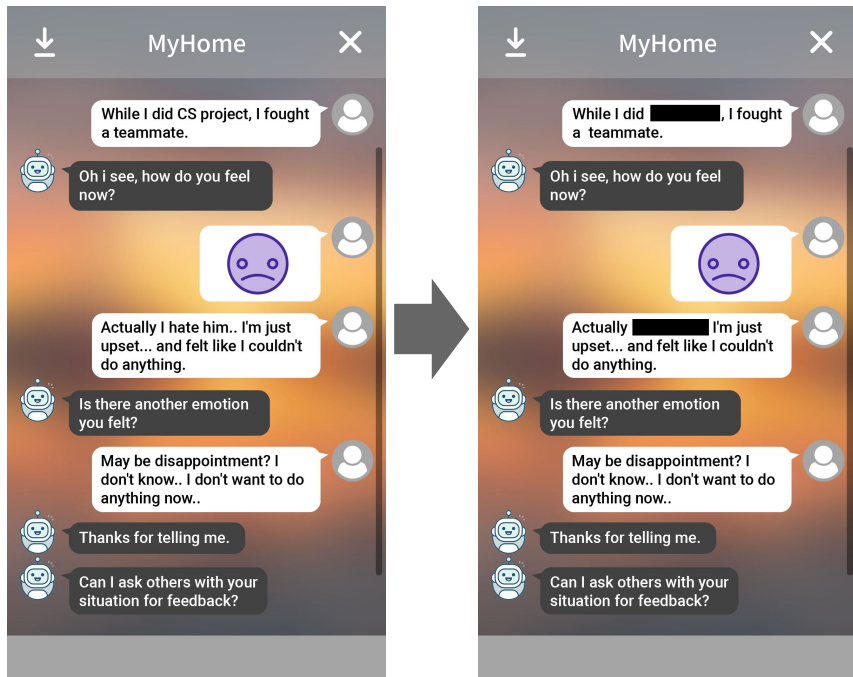 MyHome
While I did CS project, I fought
a teammate.
Oh i see, how do you feel
now?
Actually I hate him.. I'm just
upset... and felt like I couldn't
do anything.
Is there another emotion
you felt?
May be disappointment? I
don't know.. I don't want to do
anything now..
Thanks for telling me.
Can I ask others with your
situation for feedback?
MyHome
While I did , I fought
a teammate.
Oh i see, how do you feel
now?
Actually I'm just
upset... and felt like I couldn't
do anything.
Is there another emotion
you felt?
May be disappointment? I
don't know.. I don't want to do
anything now..
Thanks for telling me.
Can I ask others with your
situation for feedback?